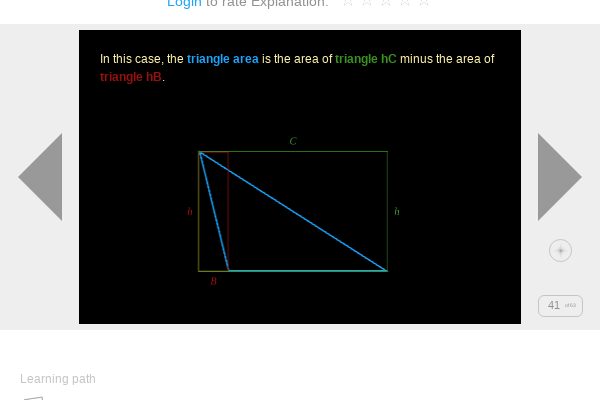 Login to rate Explanation: ☆ ☆ ☆ ☆ ☆
In this case, the triangle area is the area of triangle hC minus the area of
triangle hB.
C
h
h
B
41
Learning path